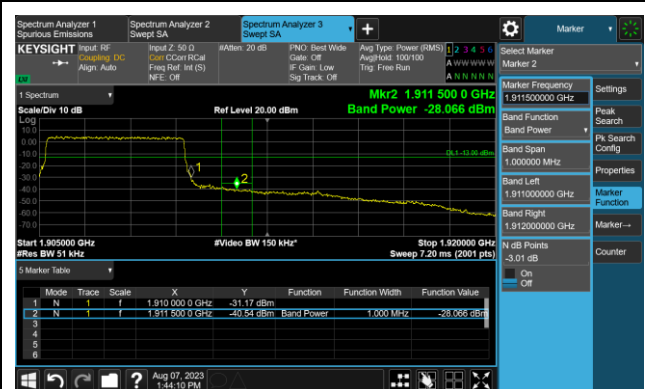 Spectrum Analyzer 1
Spurious Emissions
Spectrum Analyzer 2
Swept SA
Spectrum Analyzer 3
Swept SA
Marker
KEYSIGHT
Input: RF
Coupling: DC
Align: Auto
Input Z: 50 Ω
Corr CCorr RCal
Freq Ref: Int (S)
NFE: Off
#Atten: 20 dB
PNO: Best Wide
Gate: Off
IF Gain: Low
Sig Track: Off
Avg Type: Power (RMS)
Avg|Hold: 100/100
Trig: Free Run
1 2 3 4 5 6
A W W W W W
A N N N N N
Select Marker
Marker 2
1 Spectrum
Scale/Div 10 dB
Ref Level 20.00 dBm
Mkr2 1.911 500 0 GHz
Band Power -28.066 dBm
Log
10.0
0.00
-10.0
-20.0
-30.0
-40.0
-50.0
-60.0
-70.0
DL1 -13.00 dBm
1
2
Start 1.905000 GHz
#Res BW 51 kHz
#Video BW 150 kHz*
Stop 1.920000 GHz
Sweep 7.20 ms (2001 pts)
Marker Frequency
1.911500000 GHz
Band Function
Band Power
Band Span
1.000000 MHz
Band Left
1.911000000 GHz
Band Right
1.912000000 GHz
N dB Points
-3.01 dB
On
Off
Settings
Peak
Search
Pk Search
Config
Properties
Marker
Function
Marker→
Counter
5 Marker Table
Mode Trace Scale X Y Function Function Width Function Value
1 N 1 f 1.910 000 0 GHz -31.17 dBm
2 N 1 f 1.911 500 0 GHz -40.54 dBm Band Power 1.000 MHz -28.066 dBm
3
4
5
6
Aug 07, 2023
1:44:10 PM